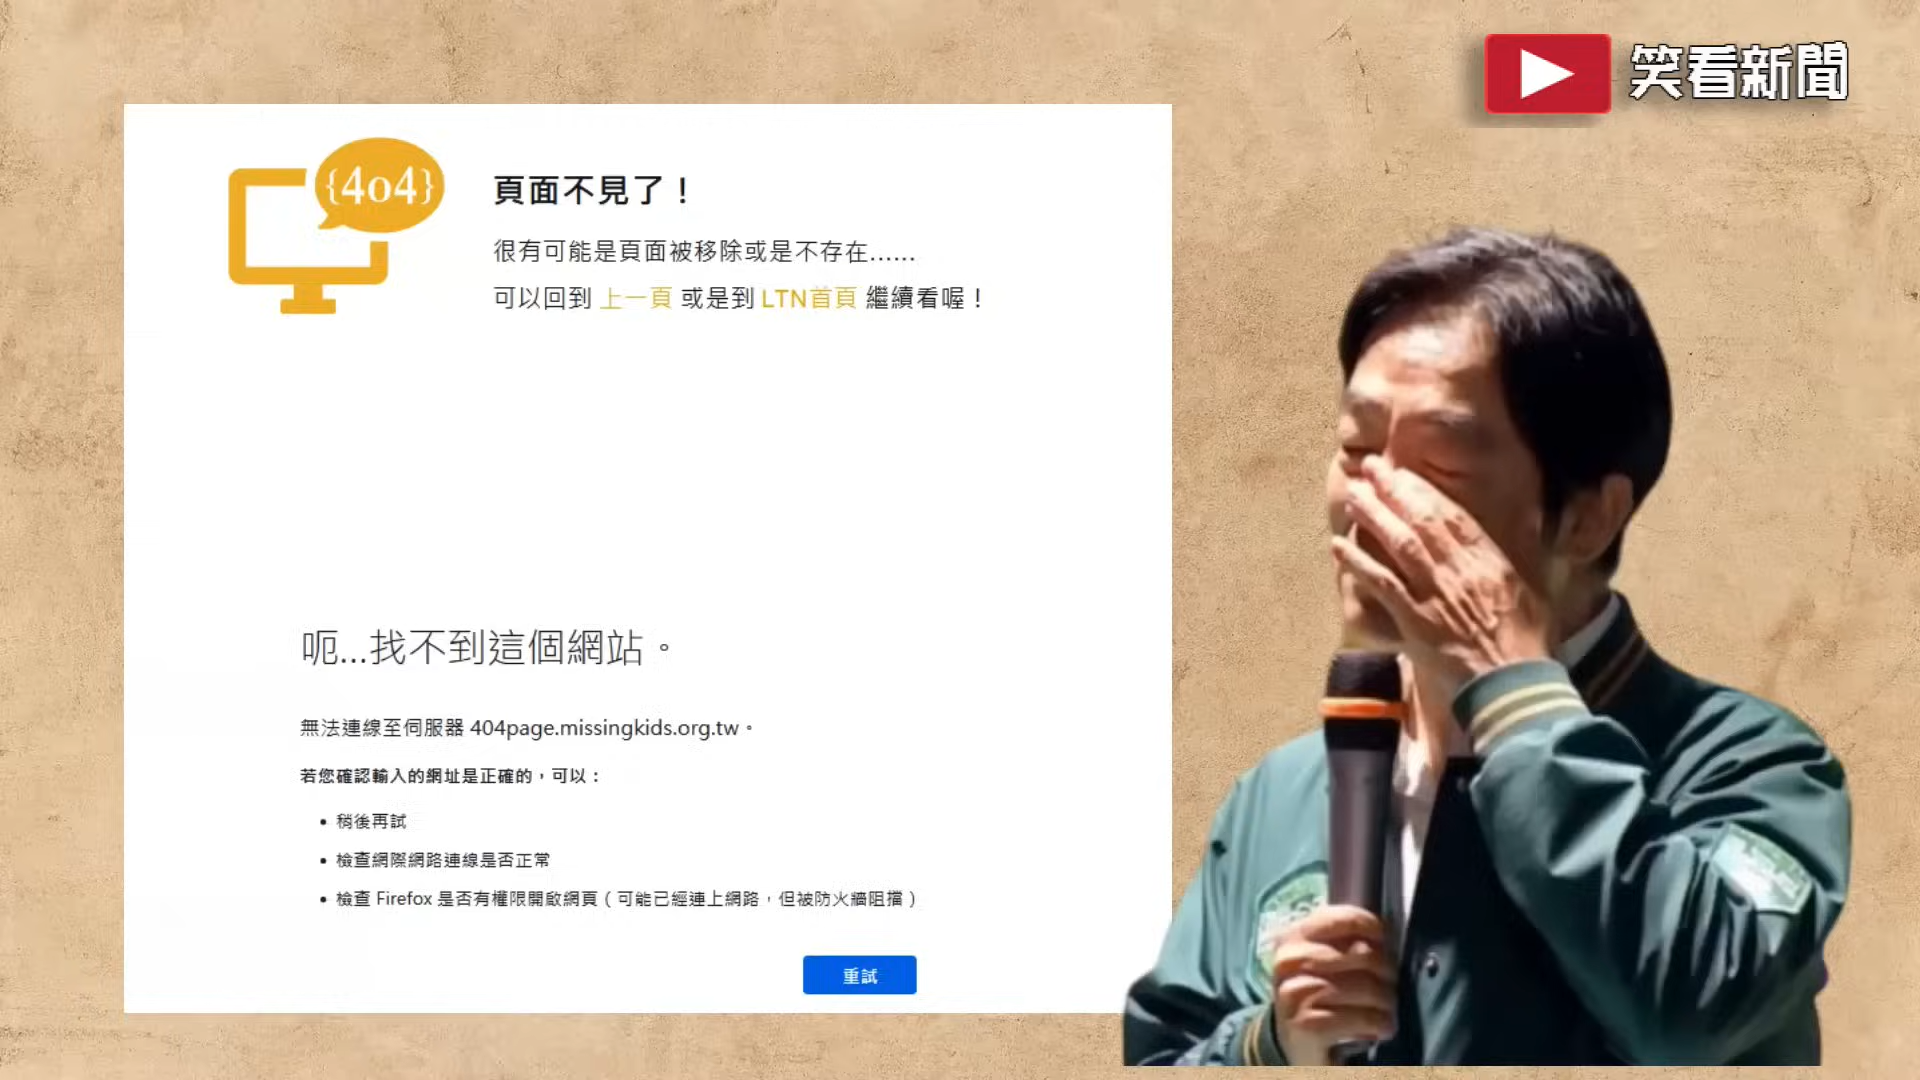 笑看新聞
{404}
頁面不見了！
很有可能是頁面被移除或是不存在......
可以回到 上一頁 或是到 LTN首頁 繼續看喔！
呃...找不到這個網站。
無法連線至伺服器 404page.missingkids.org.tw。
若您確認輸入的網址是正確的，可以：
• 稍後再試
• 檢查網際網路連線是否正常
• 檢查 Firefox 是否有權限開啟網頁（可能已經連上網路，但被防火牆阻擋）
重試